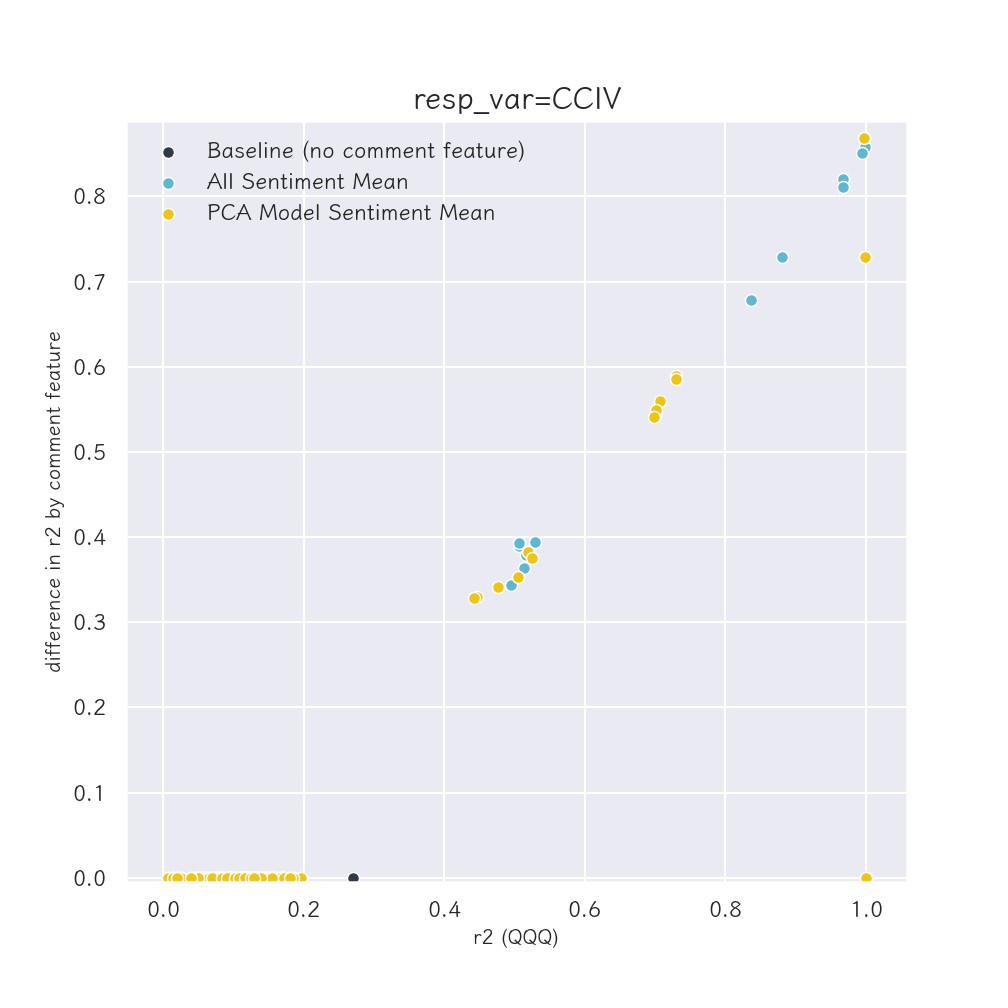 resp_var=CCIV
Baseline (no comment feature)
All Sentiment Mean
PCA Model Sentiment Mean
difference in r2 by comment feature
0.8
0.7
0.6
0.5
0.4
0.3
0.2
0.1
0.0
0.0 0.2 0.4 0.6 0.8 1.0
r2 (QQQ)